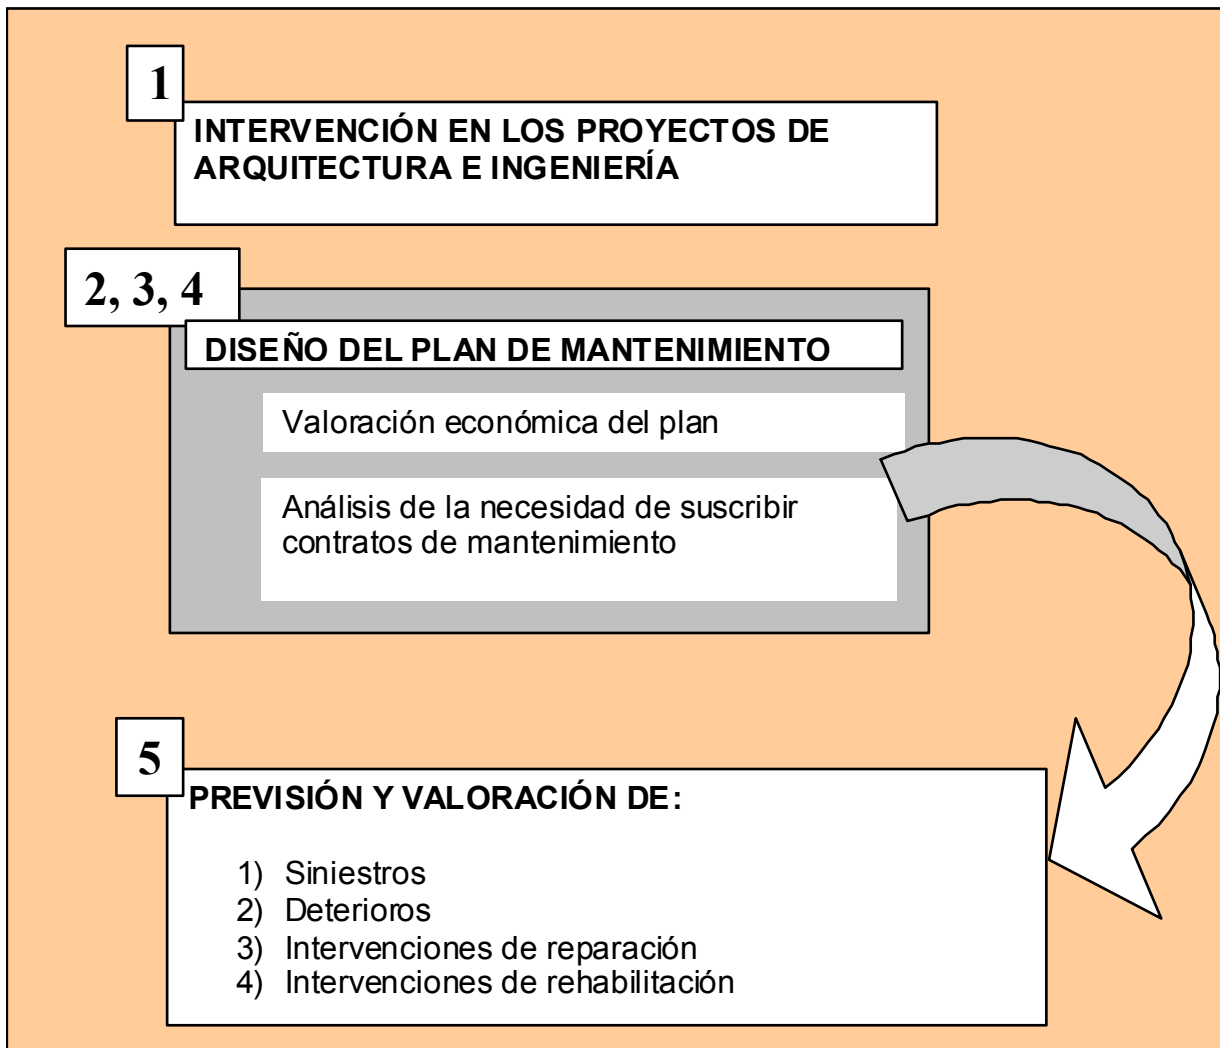 1
INTERVENCIÓN EN LOS PROYECTOS DE
ARQUITECTURA E INGENIERÍA
2, 3, 4
DISEÑO DEL PLAN DE MANTENIMIENTO
Valoración económica del plan
Análisis de la necesidad de suscribir
contratos de mantenimiento
5
PREVISIÓN Y VALORACIÓN DE:
1) Siniestros
2) Deterioros
3) Intervenciones de reparación
4) Intervenciones de rehabilitación